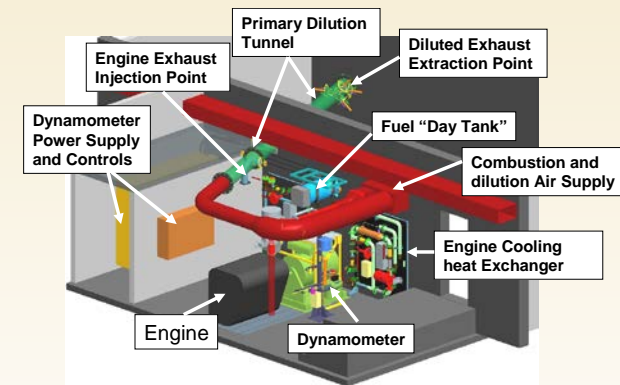 Primary Dilution
Tunnel
Engine Exhaust
Injection Point
Diluted Exhaust
Extraction Point
Dynamometer
Power Supply
and Controls
Fuel “Day Tank”
Combustion and
dilution Air Supply
Engine Cooling
heat Exchanger
Engine
Dynamometer